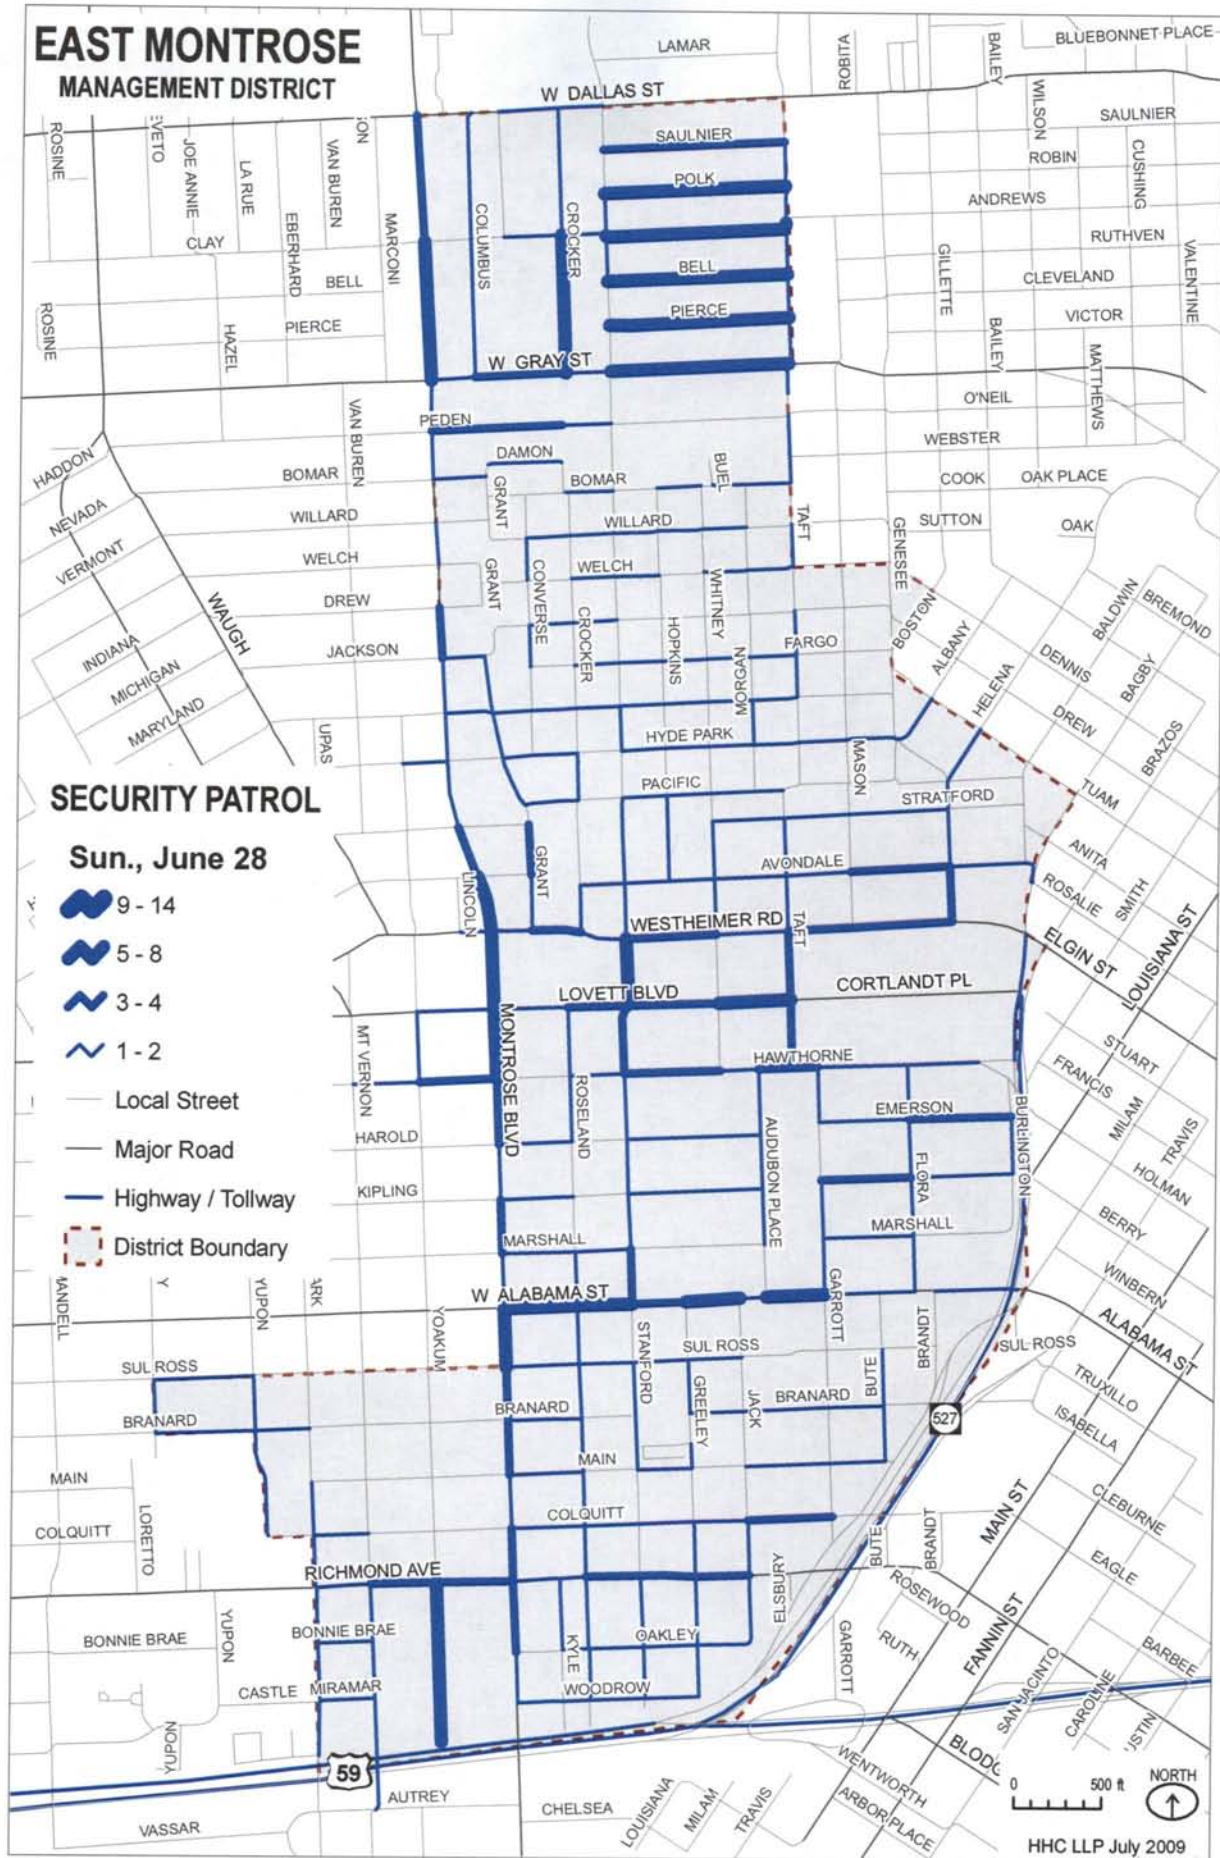 EAST MONTROSE
MANAGEMENT DISTRICT
LAMAR
ROBITA
BAILEY
BLUEBONNET PLACE
W DALLAS ST
WILSON
SAULNIER
ROSINE
EVETO
JOE ANNIE
LA RUE
VAN BUREN
ON
SAULNIER
ROBIN
CUSHING
POLK
ANDREWS
EBERHARD
MARCONI
COLUMBUS
CROCKER
CLAY
RUTHVEN
GILLETTE
VALENTINE
BELL
BELL
CLEVELAND
ROSINE
HAZEL
PIERCE
PIERCE
VICTOR
BAILEY
MATTHEWS
W GRAY ST
O'NEIL
VAN BUREN
PEDEN
WEBSTER
HADDON
DAMON
BUEL
BOMAR
BOMAR
GRANT
COOK
OAK PLACE
NEVADA
WILLARD
WILLARD
TAFT
GENESEE
SUTTON
OAK
VERMONT
WELCH
GRANT
CONVERSE
WELCH
WHITNEY
BALDWIN
BREMOND
WAUGH
DREW
CROCKER
HOPKINS
BOSTON
ALBANY
DENNIS
BAGBY
INDIANA
JACKSON
FARGO
MORGAN
HELENA
MICHIGAN
DREW
MARYLAND
UPAS
HYDE PARK
MASON
BRAZOS
PACIFIC
STRATFORD
TUAM
SECURITY PATROL
Sun., June 28
GRANT
AVONDALE
ANITA
SMITH
LINCOLN
ROSALIE
9 - 14
WESTHEIMER RD
TAFT
ELGIN ST
LOUISIANA ST
5 - 8
LOVETT BLVD
CORTLANDT PL
3 - 4
MONTROSE BLVD
MT VERNON
HAWTHORNE
STUART
1 - 2
ROSELAND
FRANCIS
MILAM
Local Street
HAROLD
EMERSON
BURLINGTON
TRAVIS
Major Road
AUDUBON PLACE
FLORA
HOLMAN
Highway / Tollway
KIPLING
MARSHALL
BERRY
District Boundary
MARSHALL
WINBERN
ANDELL
Y
YUPON
ARK
W ALABAMA ST
GARROTT
BRANDT
ALABAMA ST
YOAKUM
STANFORD
SUL ROSS
SUL ROSS
SUL ROSS
BUTE
TRUXILLO
BRANARD
BRANARD
GREELEY
JACK
BRANARD
527
ISABELLA
MAIN
MAIN
MAIN ST
CLEBURNE
COLQUITT
LORETTO
COLQUITT
BUTE
BRANDT
EAGLE
RICHMOND AVE
ELSBURY
ROSEWOOD
FANNIN ST
BONNIE BRAE
YUPON
BONNIE BRAE
KYLE
OAKLEY
GARROTT
RUTH
BARBEE
CASTLE
MIRAMAR
WOODROW
SAN JACINTO
CAROLINE
USTIN
YUPON
59
BLODG
0
500 ft
NORTH
AUTREY
CHELSEA
LOUISIANA
MILAM
TRAVIS
WENTWORTH
ARBOR PLACE
VASSAR
HHC LLP July 2009